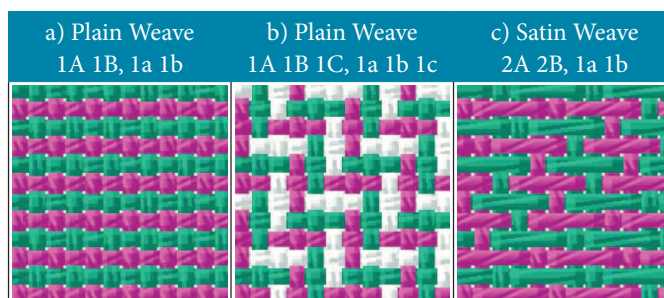 a) Plain Weave
1A 1B, 1a 1b
b) Plain Weave
1A 1B 1C, 1a 1b 1c
c) Satin Weave
2A 2B, 1a 1b